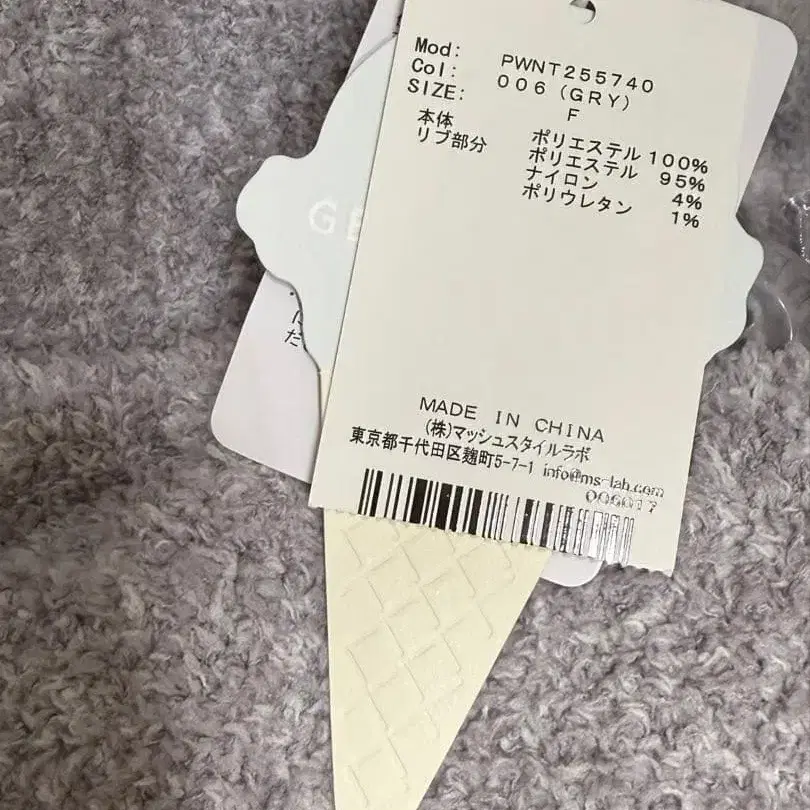 Mod: PWNT255740
Col: 006 (GRY)
SIZE: F
本体 ポリエステル 100%
リブ部分 ポリエステル 95%
ナイロン 4%
ポリウレタン 1%
GE
だ
MADE IN CHINA
(株)マッシュスタイルラボ
東京都千代田区麹町5-7-1 info@ms-lab.com
006017